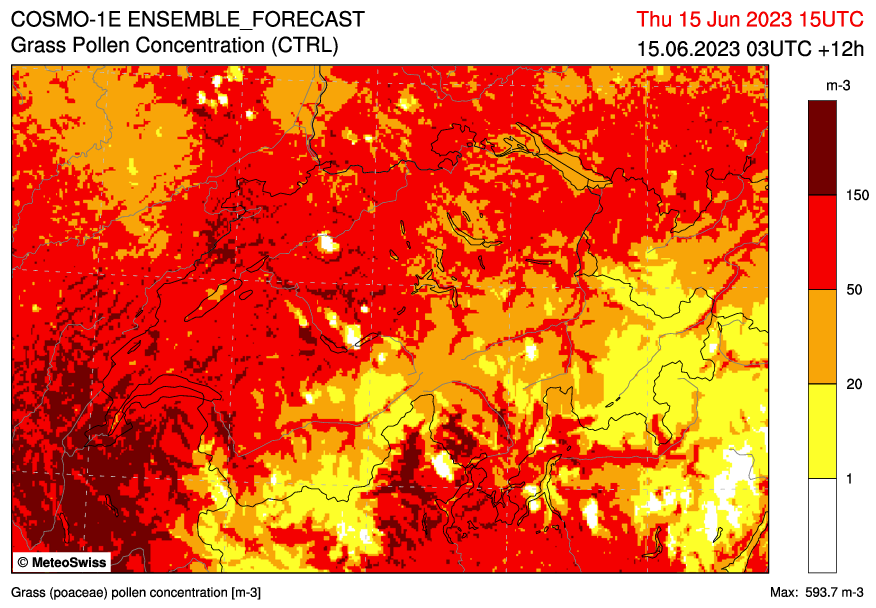 COSMO-1E ENSEMBLE_FORECAST
Thu 15 Jun 2023 15UTC
Grass Pollen Concentration (CTRL)
15.06.2023 03UTC +12h
m-3
150
50
20
1
© MeteoSwiss
Grass (poaceae) pollen concentration [m-3]
Max: 593.7 m-3